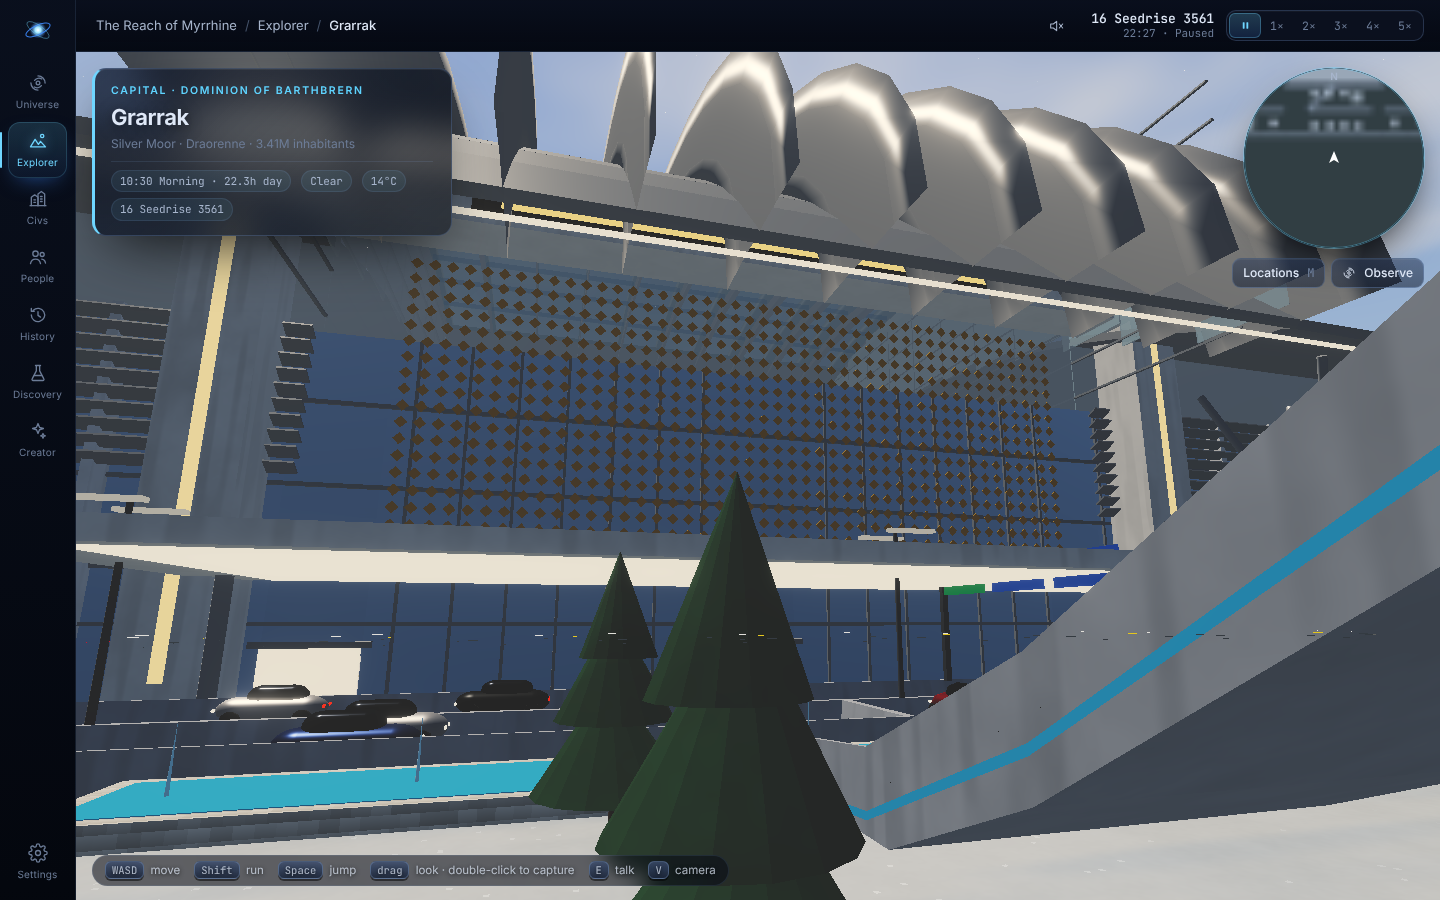 The Reach of Myrrhine / Explorer / Grarrak
16 Seedrise 3561
22:27 · Paused
1× 2× 3× 4× 5×
Universe
Explorer
Civs
People
History
Discovery
Creator
Settings
CAPITAL · DOMINION OF BARTHBRERN
Grarrak
Silver Moor · Draorenne · 3.41M inhabitants
10:30 Morning · 22.3h day
Clear
14°C
16 Seedrise 3561
N
Locations M
Observe
WASD move Shift run Space jump drag look · double-click to capture E talk V camera